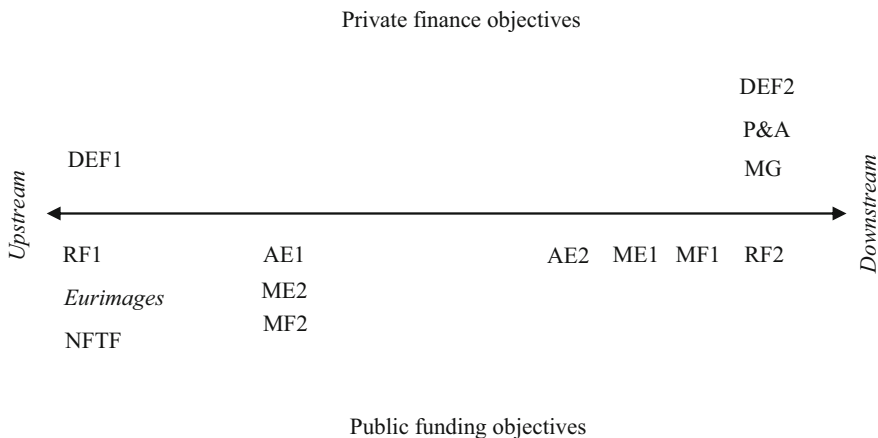 Private finance objectives
DEF2
P&A
DEF1
MG
Upstream
Downstream
RF1 AE1 AE2 ME1 MF1 RF2
Eurimages ME2
NFTF MF2
Public funding objectives